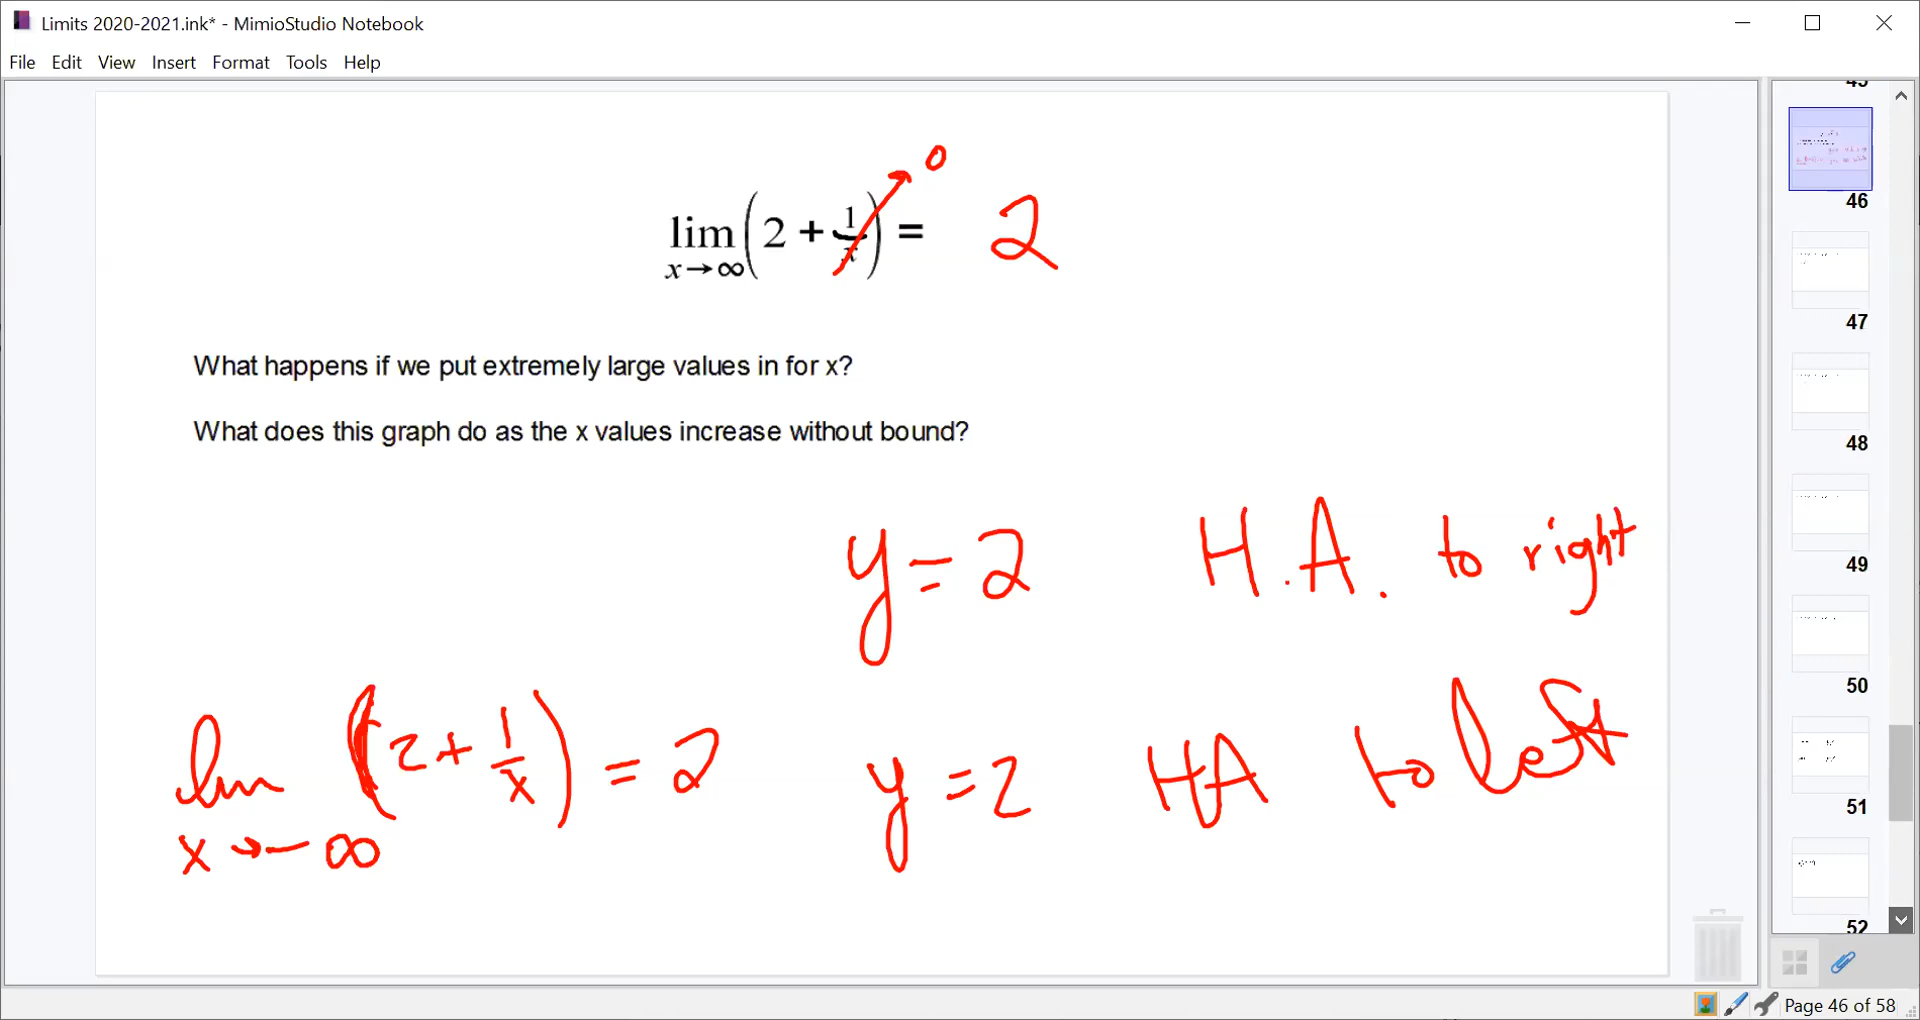 Limits 2020-2021.ink* - MimioStudio Notebook
File Edit View Insert Format Tools Help
lim x→∞ (2 + 1/x) = 2
0
What happens if we put extremely large values in for x?
What does this graph do as the x values increase without bound?
y = 2 H.A. to right
lim x→-∞ (2 + 1/x) = 2 y = 2 HA to left
45
46
47
48
49
50
51
52
Page 46 of 58